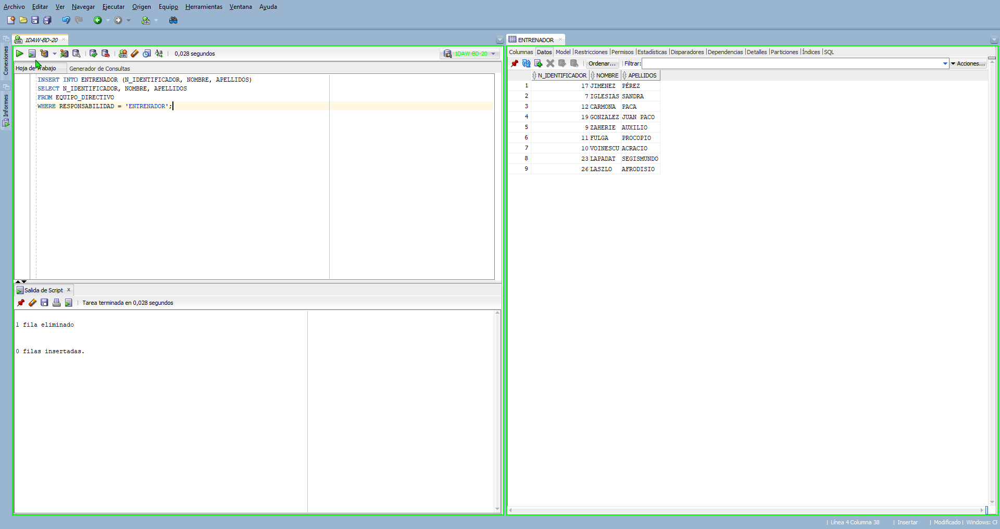 Archivo Editar Ver Navegar Ejecutar Origen Equipo Herramientas Ventana Ayuda
1DAW-BD-20
0,028 segundos
1DAW-BD-20
Hoja de Trabajo Generador de Consultas
INSERT INTO ENTRENADOR (N_IDENTIFICADOR, NOMBRE, APELLIDOS)
SELECT N_IDENTIFICADOR, NOMBRE, APELLIDOS
FROM EQUIPO_DIRECTIVO
WHERE RESPONSABILIDAD = 'ENTRENADOR';
Conexiones
Informes
Salida de Script x
Tarea terminada en 0,028 segundos
1 fila eliminado
0 filas insertadas.
ENTRENADOR
Columnas Datos Model Restricciones Permisos Estadísticas Disparadores Dependencias Detalles Particiones Índices SQL
Ordenar... Filtrar: Acciones...
N_IDENTIFICADOR NOMBRE APELLIDOS
1 17 JIMENEZ PÉREZ
2 7 IGLESIAS SANDRA
3 12 CARMONA PACA
4 19 GONZALEZ JUAN PACO
5 9 ZAHERIE AUXILIO
6 11 FULGA PROCOPIO
7 10 VOINESCU ACRACIO
8 23 LAPADAT SEGISMUNDO
9 26 LASZLO AFRODISIO
Línea 4 Columna 38 | Insertar | Modificado | Windows: